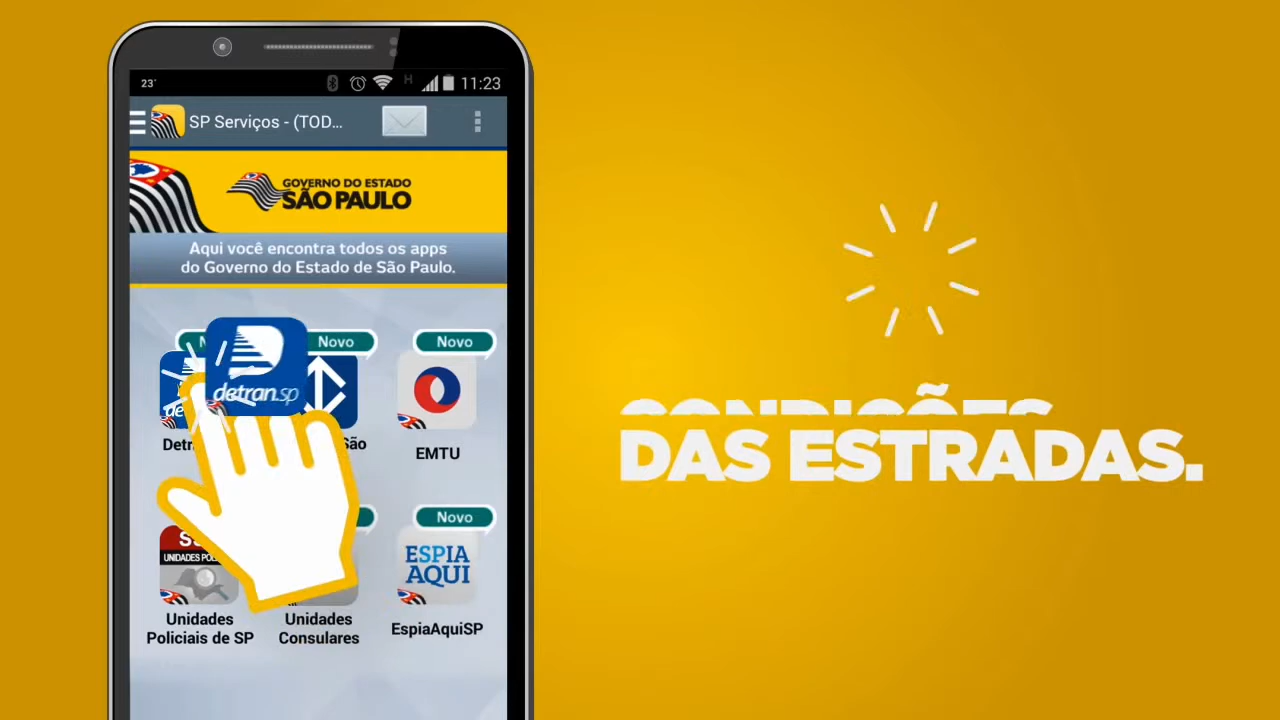 23°
H
11:23
SP Serviços - (TOD...
GOVERNO DO ESTADO
SÃO PAULO
Aqui você encontra todos os apps
do Governo do Estado de São Paulo.
Novo
Novo
detran.sp
EMTU
Novo
ESPIA
AQUI
UNIDADES
Unidades
Policiais de SP
Unidades
Consulares
EspiaAquiSP
CONDIÇÕES
DAS ESTRADAS.